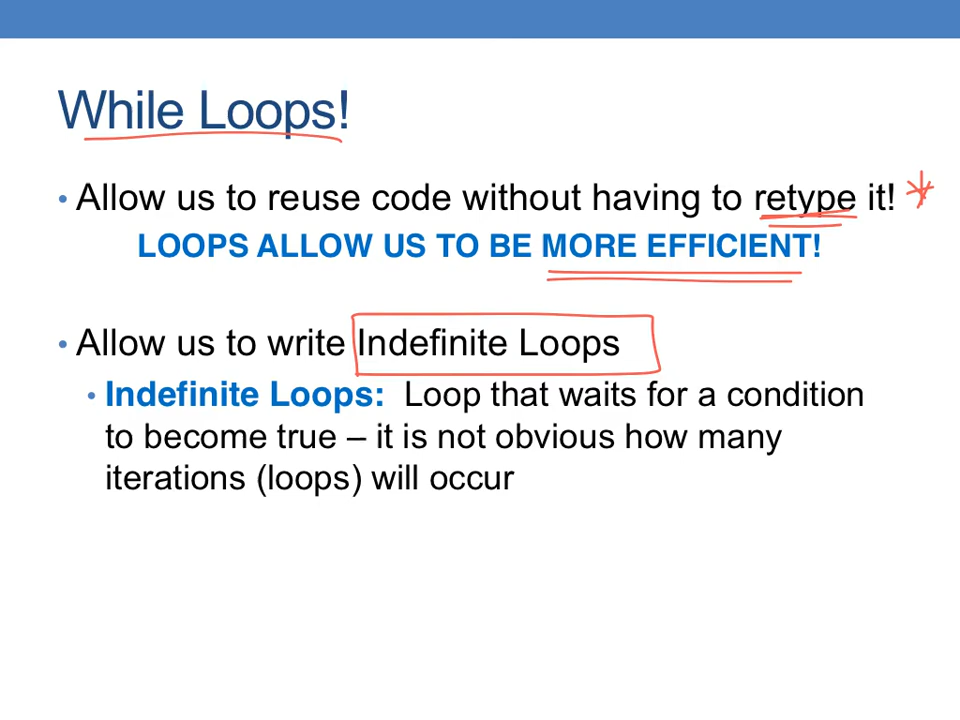 While Loops!
• Allow us to reuse code without having to retype it!
LOOPS ALLOW US TO BE MORE EFFICIENT!
• Allow us to write Indefinite Loops
• Indefinite Loops: Loop that waits for a condition
to become true – it is not obvious how many
iterations (loops) will occur